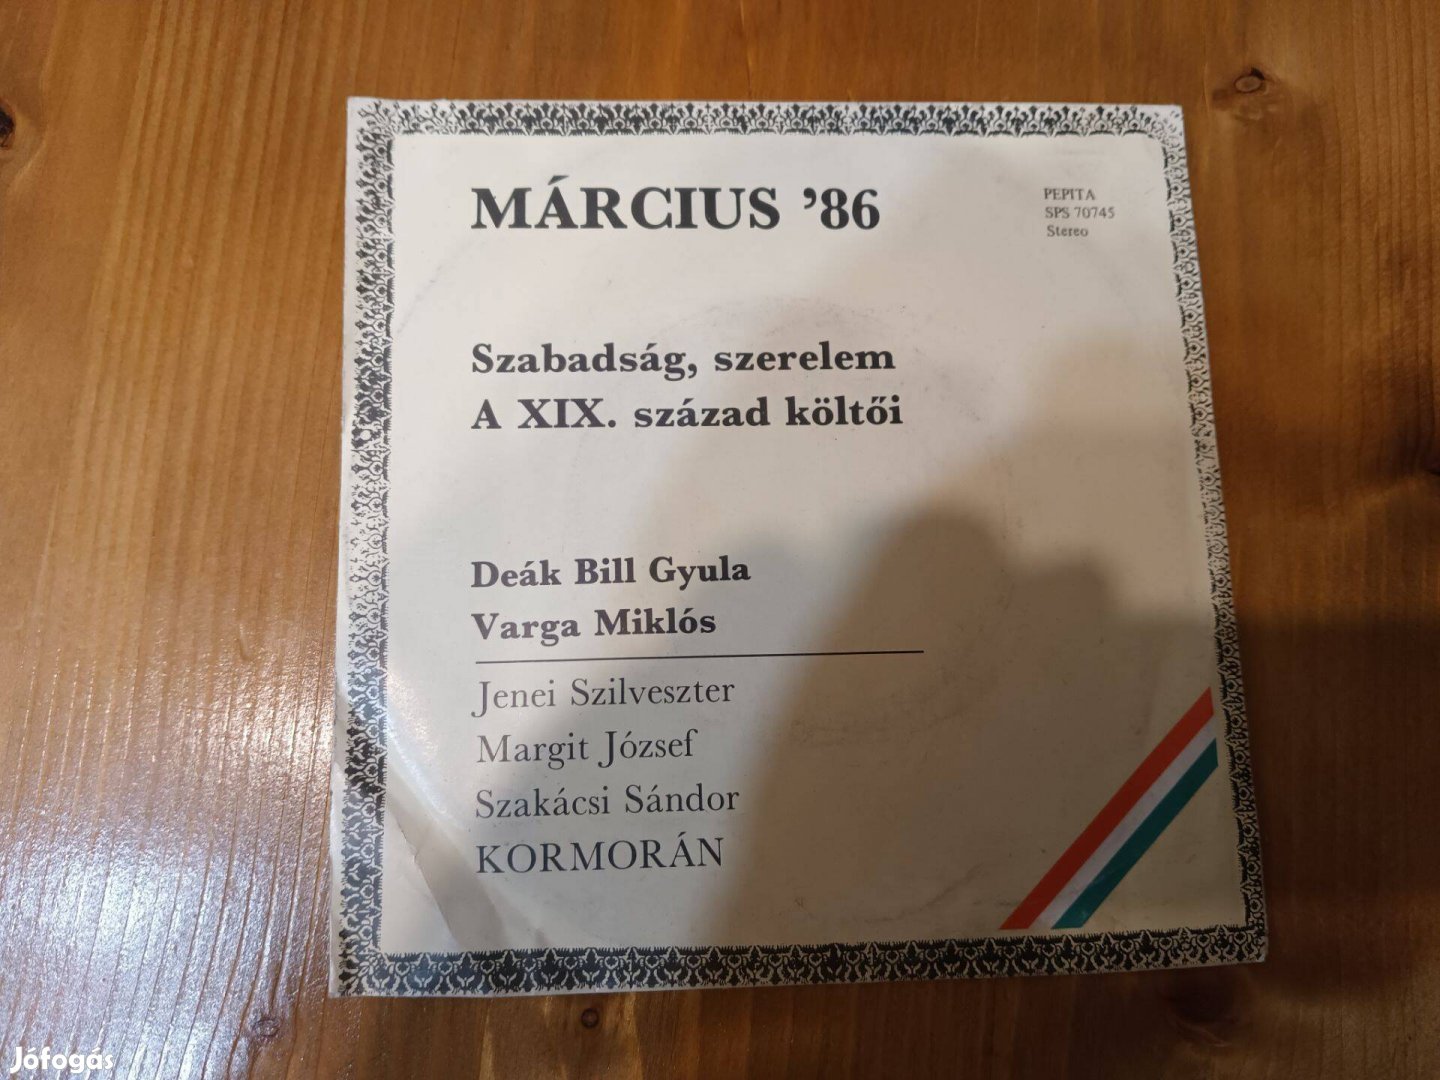 MÁRCIUS ’86
PEPITA
SPS 70745
Stereo
Szabadság, szerelem
A XIX. század költői
Deák Bill Gyula
Varga Miklós
Jenei Szilveszter
Margit József
Szakácsi Sándor
KORMORÁN
Jófogás